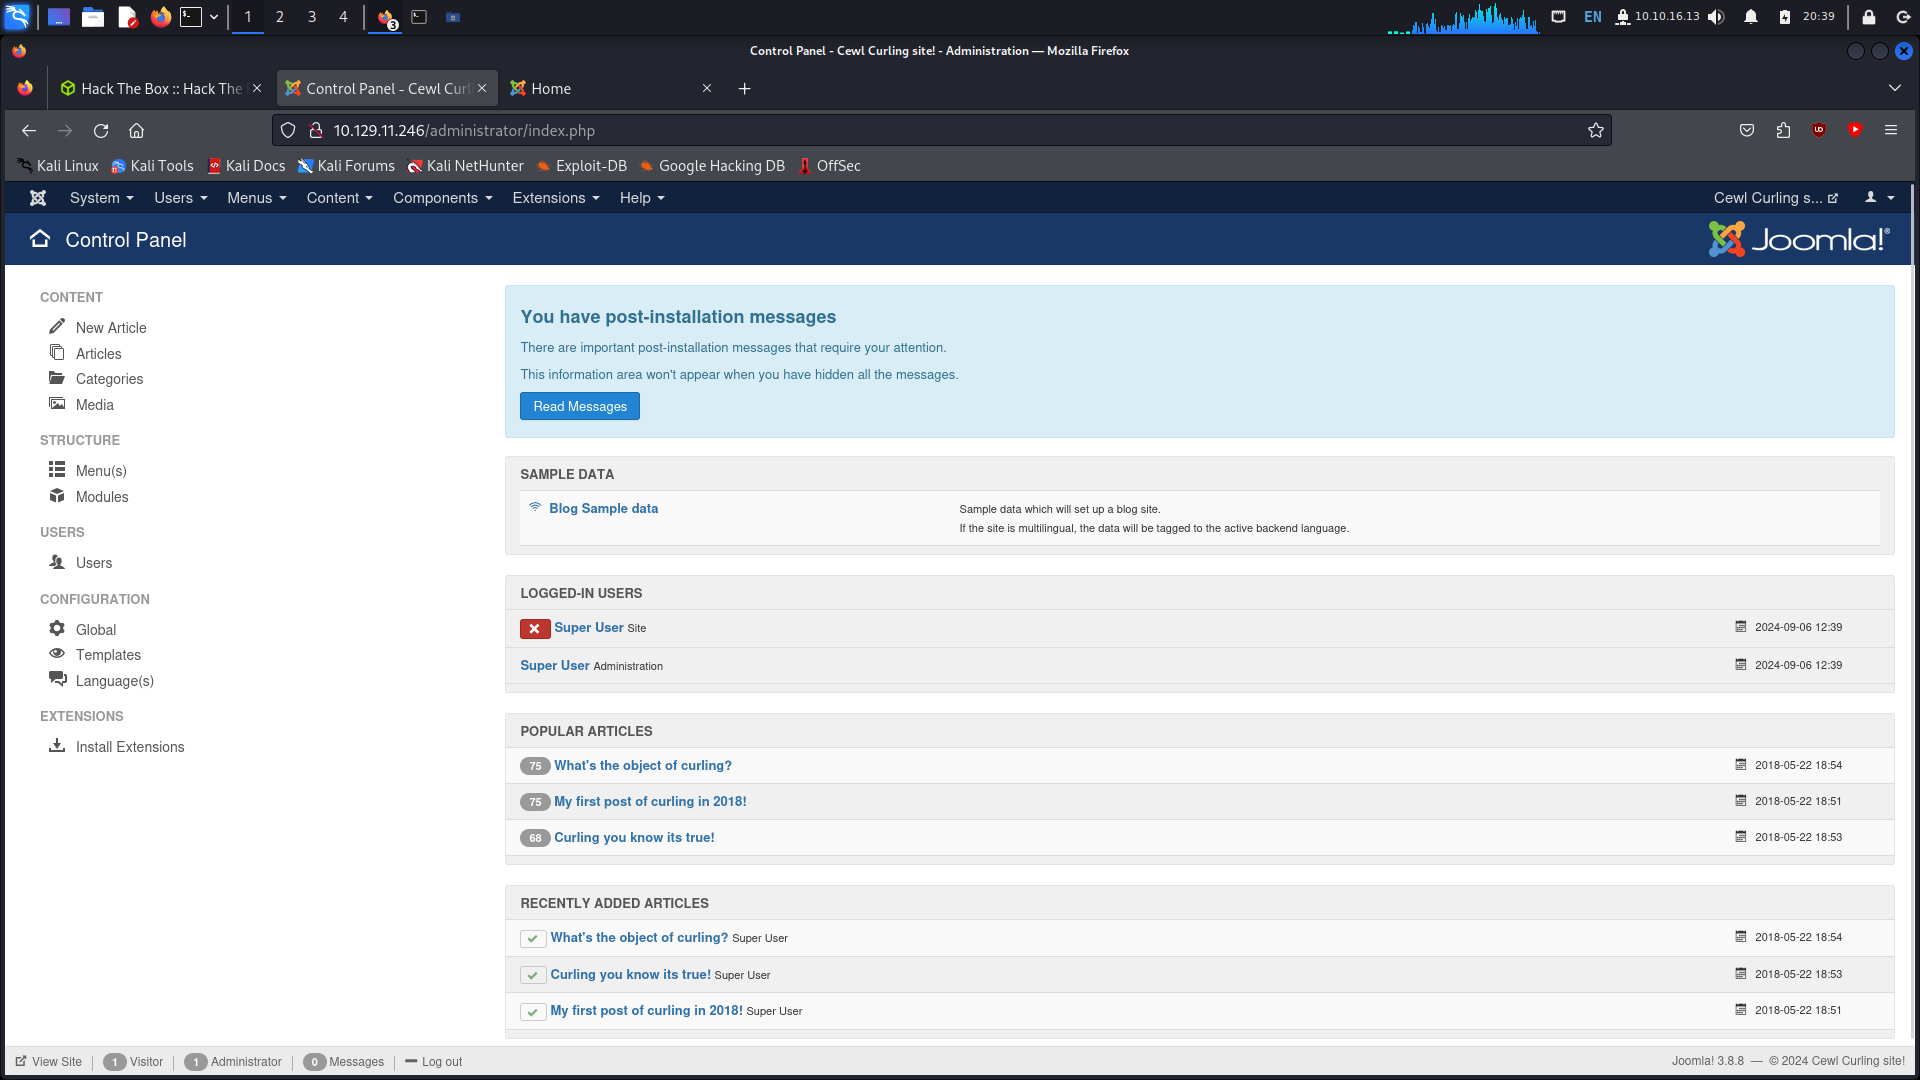 1 2 3 4 3 EN 10.10.16.13 20:39
Control Panel - Cewl Curling site! - Administration — Mozilla Firefox
Hack The Box :: Hack The Control Panel - Cewl Curl Home
10.129.11.246/administrator/index.php
Kali Linux Kali Tools Kali Docs Kali Forums Kali NetHunter Exploit-DB Google Hacking DB OffSec
System Users Menus Content Components Extensions Help Cewl Curling s...
Control Panel Joomla!®
CONTENT
New Article
Articles
Categories
Media
STRUCTURE
Menu(s)
Modules
USERS
Users
CONFIGURATION
Global
Templates
Language(s)
EXTENSIONS
Install Extensions
You have post-installation messages
There are important post-installation messages that require your attention.
This information area won't appear when you have hidden all the messages.
Read Messages
SAMPLE DATA
Blog Sample data Sample data which will set up a blog site.
If the site is multilingual, the data will be tagged to the active backend language.
LOGGED-IN USERS
Super User Site 2024-09-06 12:39
Super User Administration 2024-09-06 12:39
POPULAR ARTICLES
75 What's the object of curling? 2018-05-22 18:54
75 My first post of curling in 2018! 2018-05-22 18:51
68 Curling you know its true! 2018-05-22 18:53
RECENTLY ADDED ARTICLES
What's the object of curling? Super User 2018-05-22 18:54
Curling you know its true! Super User 2018-05-22 18:53
My first post of curling in 2018! Super User 2018-05-22 18:51
View Site 1 Visitor 1 Administrator 0 Messages Log out Joomla! 3.8.8 — © 2024 Cewl Curling site!